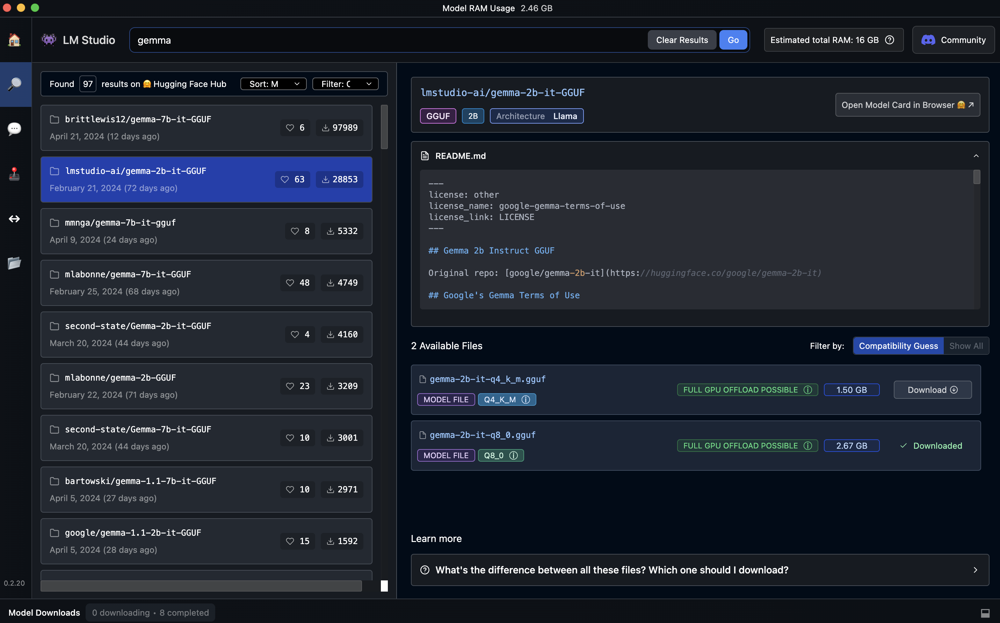 Model RAM Usage 2.46 GB
LM Studio
gemma
Clear Results
Go
Estimated total RAM: 16 GB
Community
Found 97 results on 🤗 Hugging Face Hub
Sort: M
Filter: C
brittlewis12/gemma-7b-it-GGUF
April 21, 2024 (12 days ago)
6
97989
lmstudio-ai/gemma-2b-it-GGUF
February 21, 2024 (72 days ago)
63
28853
mmnga/gemma-7b-it-gguf
April 9, 2024 (24 days ago)
8
5332
mlabonne/gemma-7b-it-GGUF
February 25, 2024 (68 days ago)
48
4749
second-state/Gemma-2b-it-GGUF
March 20, 2024 (44 days ago)
4
4160
mlabonne/gemma-2b-GGUF
February 22, 2024 (71 days ago)
23
3209
second-state/Gemma-7b-it-GGUF
March 20, 2024 (44 days ago)
10
3001
bartowski/gemma-1.1-7b-it-GGUF
April 5, 2024 (27 days ago)
10
2971
google/gemma-1.1-2b-it-GGUF
April 5, 2024 (28 days ago)
15
1592
0.2.20
lmstudio-ai/gemma-2b-it-GGUF
GGUF
2B
Architecture Llama
Open Model Card in Browser 🤗 ↗
README.md
---
license: other
license_name: google-gemma-terms-of-use
license_link: LICENSE
---
## Gemma 2b Instruct GGUF
Original repo: [google/gemma-2b-it](https://huggingface.co/google/gemma-2b-it)
## Google's Gemma Terms of Use
2 Available Files
Filter by:
Compatibility Guess
Show All
gemma-2b-it-q4_k_m.gguf
MODEL FILE
Q4_K_M
FULL GPU OFFLOAD POSSIBLE
1.50 GB
Download
gemma-2b-it-q8_0.gguf
MODEL FILE
Q8_0
FULL GPU OFFLOAD POSSIBLE
2.67 GB
Downloaded
Learn more
What's the difference between all these files? Which one should I download?
Model Downloads
0 downloading • 8 completed